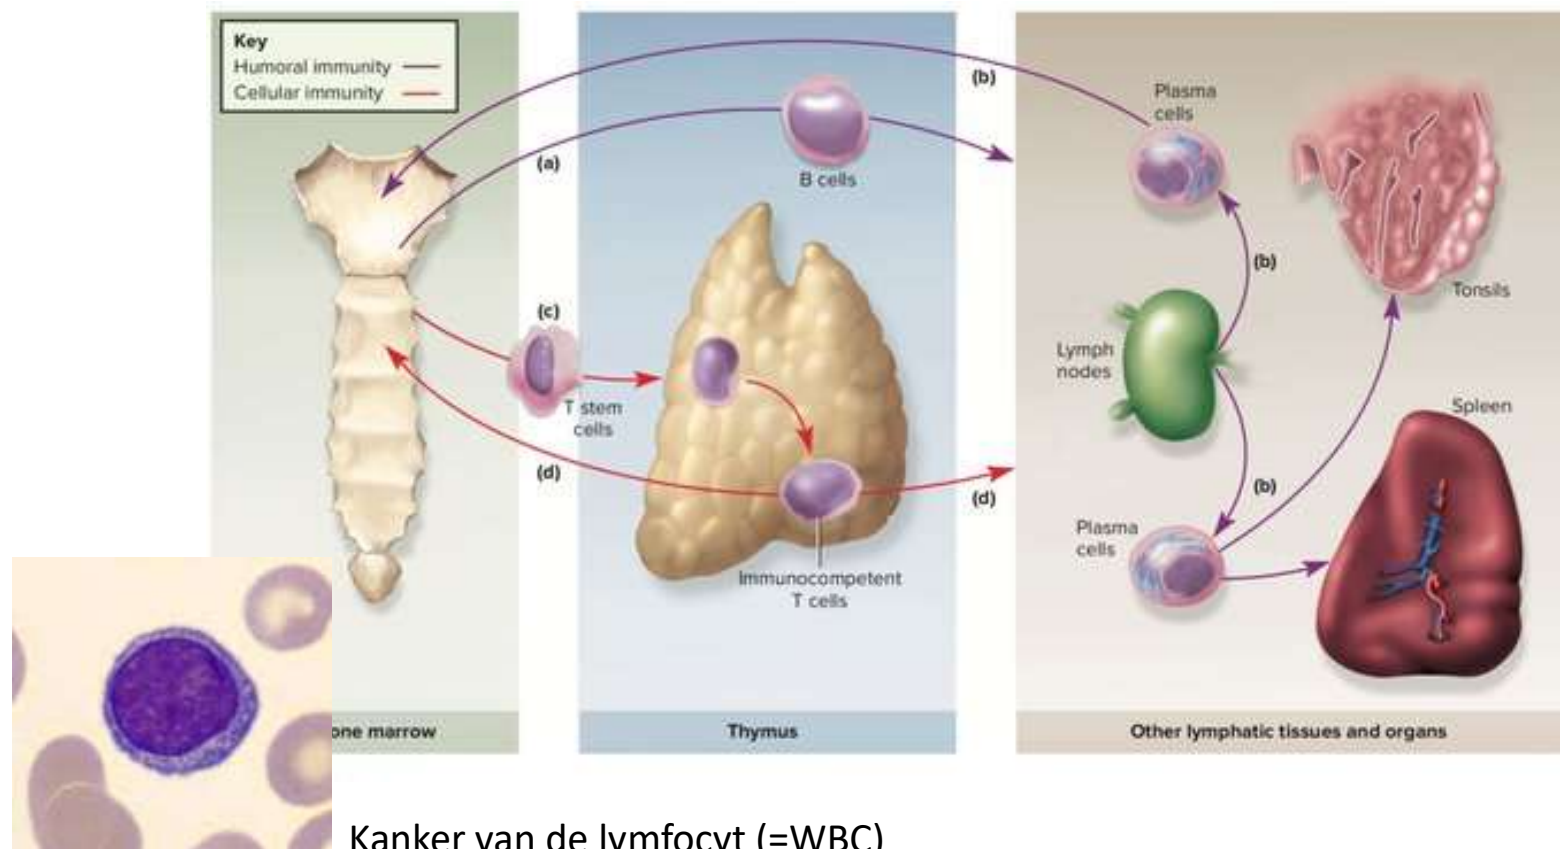 Key
Humoral immunity
Cellular immunity
(a)
(b)
B cells
Plasma
cells
(b)
Tonsils
(c)
T stem
cells
Lymph
nodes
Spleen
(d)
(d)
(b)
Plasma
cells
Immunocompetent
T cells
one marrow
Thymus
Other lymphatic tissues and organs
Kanker van de lymfocyt (=WBC)